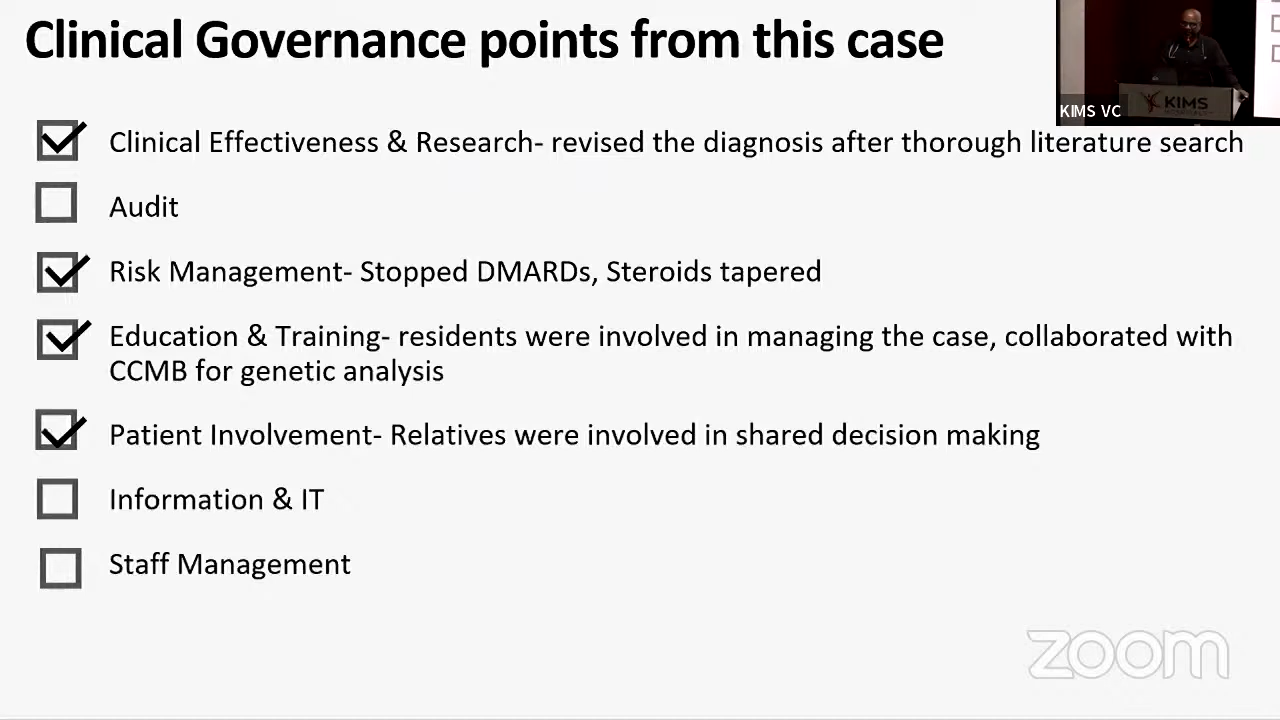 Clinical Governance points from this case
KIMS VC
KIMS
Clinical Effectiveness & Research- revised the diagnosis after thorough literature search
Audit
Risk Management- Stopped DMARDs, Steroids tapered
Education & Training- residents were involved in managing the case, collaborated with
CCMB for genetic analysis
Patient Involvement- Relatives were involved in shared decision making
Information & IT
Staff Management
zoom